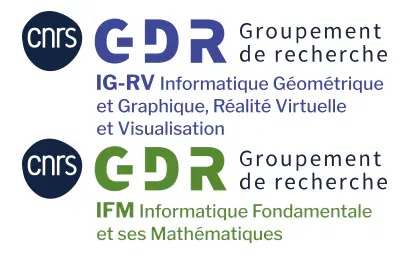 cnrs GDR Groupement
de recherche
IG-RV Informatique Géométrique
et Graphique, Réalité Virtuelle
et Visualisation
cnrs GDR Groupement
de recherche
IFM Informatique Fondamentale
et ses Mathématiques